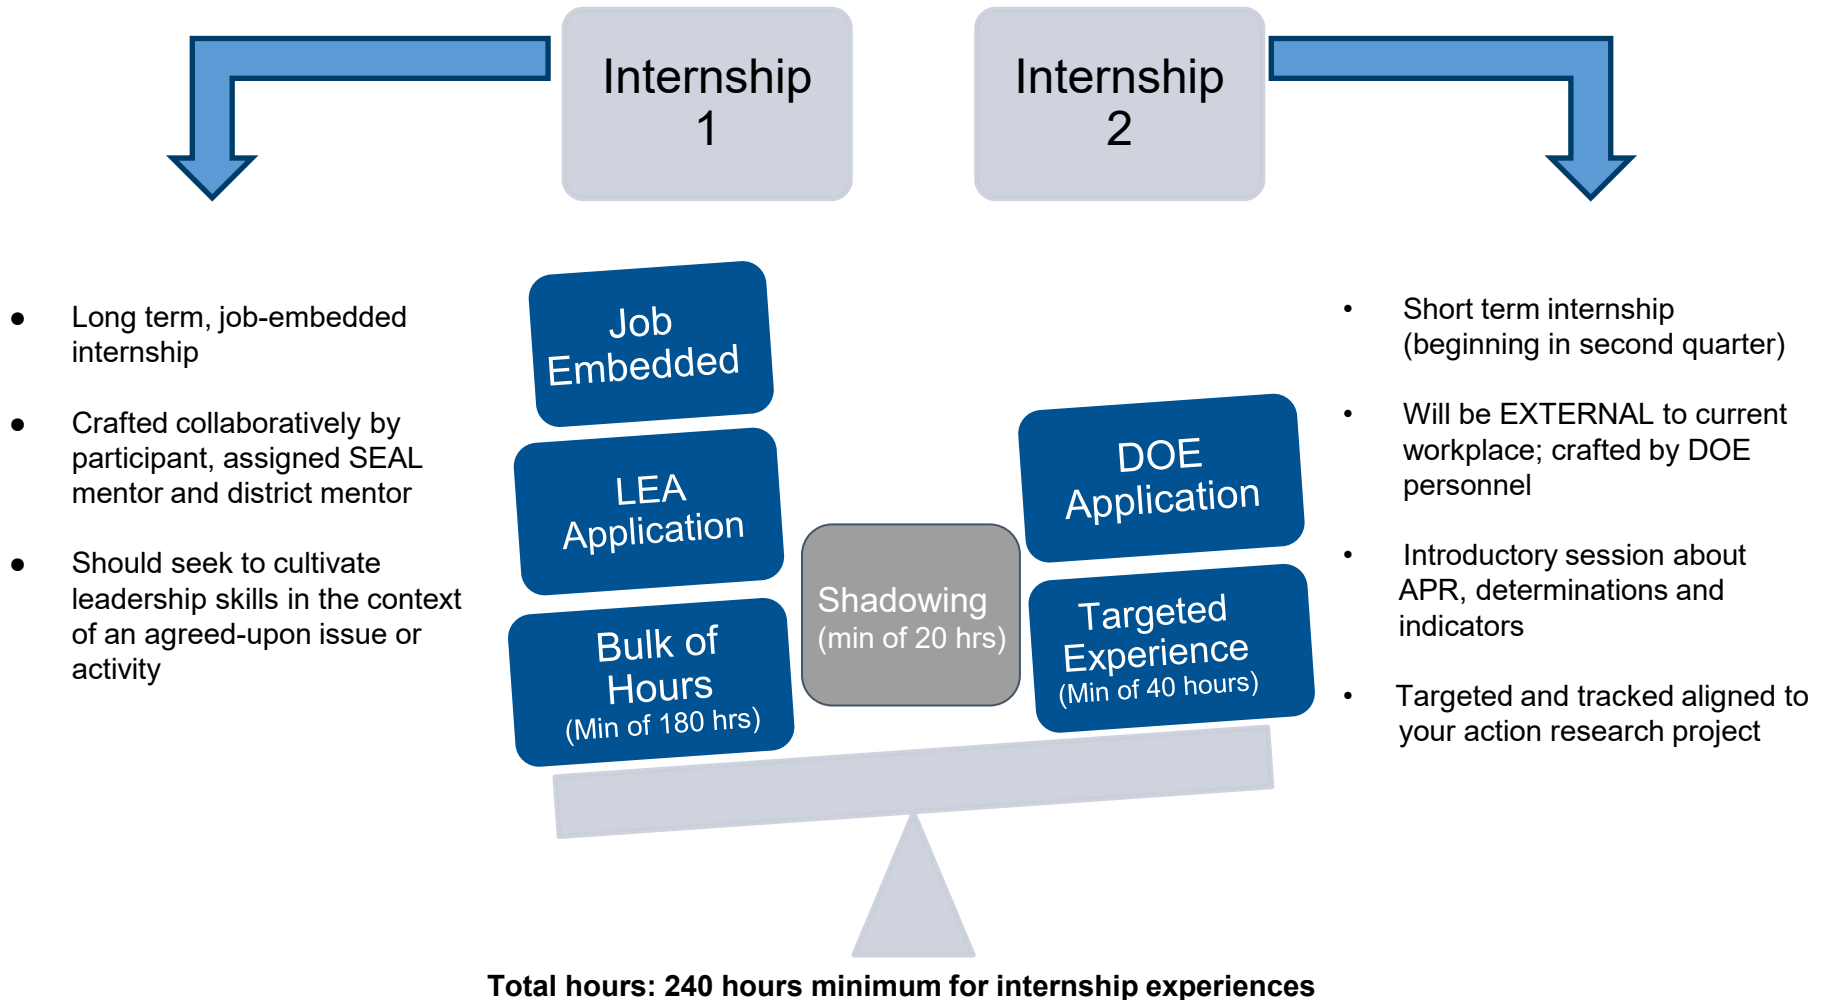 Internship
1
Internship
2
● Long term, job-embedded
internship
● Crafted collaboratively by
participant, assigned SEAL
mentor and district mentor
● Should seek to cultivate
leadership skills in the context
of an agreed-upon issue or
activity
Job
Embedded
LEA
Application
Bulk of
Hours
(Min of 180 hrs)
Shadowing
(min of 20 hrs)
DOE
Application
Targeted
Experience
(Min of 40 hours)
• Short term internship
(beginning in second quarter)
• Will be EXTERNAL to current
workplace; crafted by DOE
personnel
• Introductory session about
APR, determinations and
indicators
• Targeted and tracked aligned to
your action research project
Total hours: 240 hours minimum for internship experiences